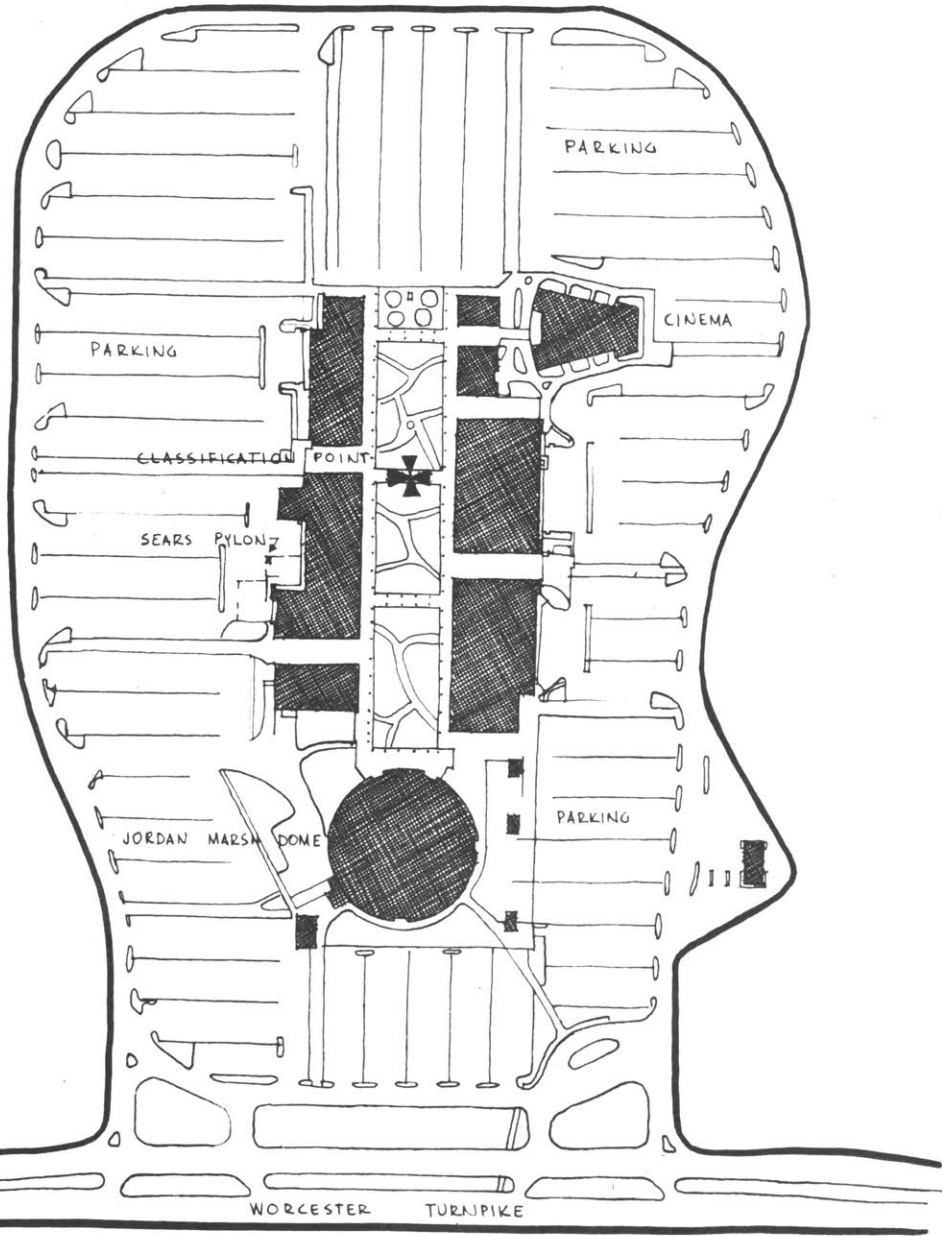 PARKING
CINEMA
PARKING
CLASSIFICATION POINT
SEARS PYLON
JORDAN MARSH DOME
PARKING
WORCESTER TURNPIKE